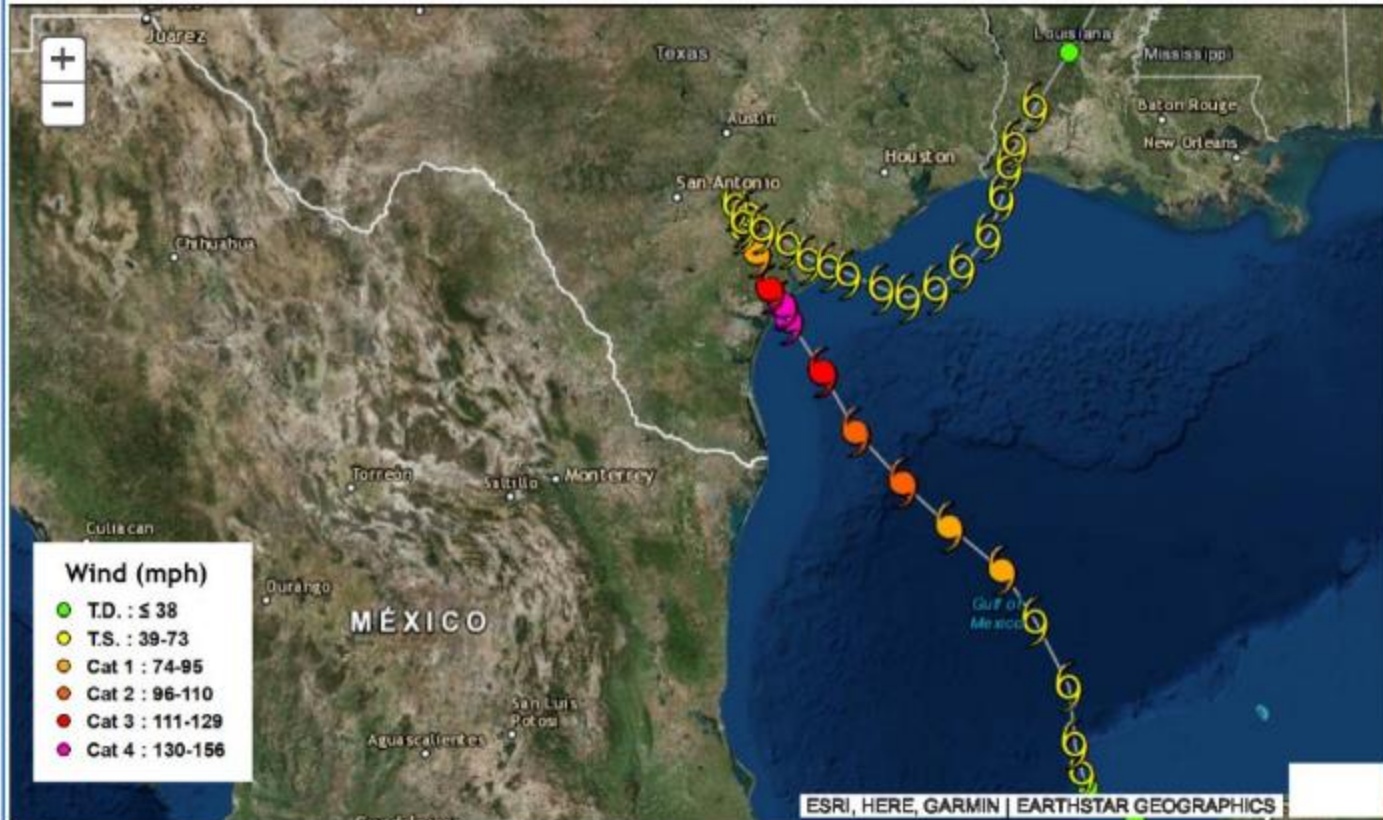 Juárez
Texas
Louisiana
Mississippi
+
−
Baton Rouge
Austin
New Orleans
Houston
San Antonio
Chihuahua
Torreón
Saltillo
Monterrey
Culiacan
Durango
MÉXICO
Gulf of
Mexico
San Luis
Potosi
Aguascalientes
Wind (mph)
T.D. : ≤ 38
T.S. : 39-73
Cat 1 : 74-95
Cat 2 : 96-110
Cat 3 : 111-129
Cat 4 : 130-156
ESRI, HERE, GARMIN | EARTHSTAR GEOGRAPHICS